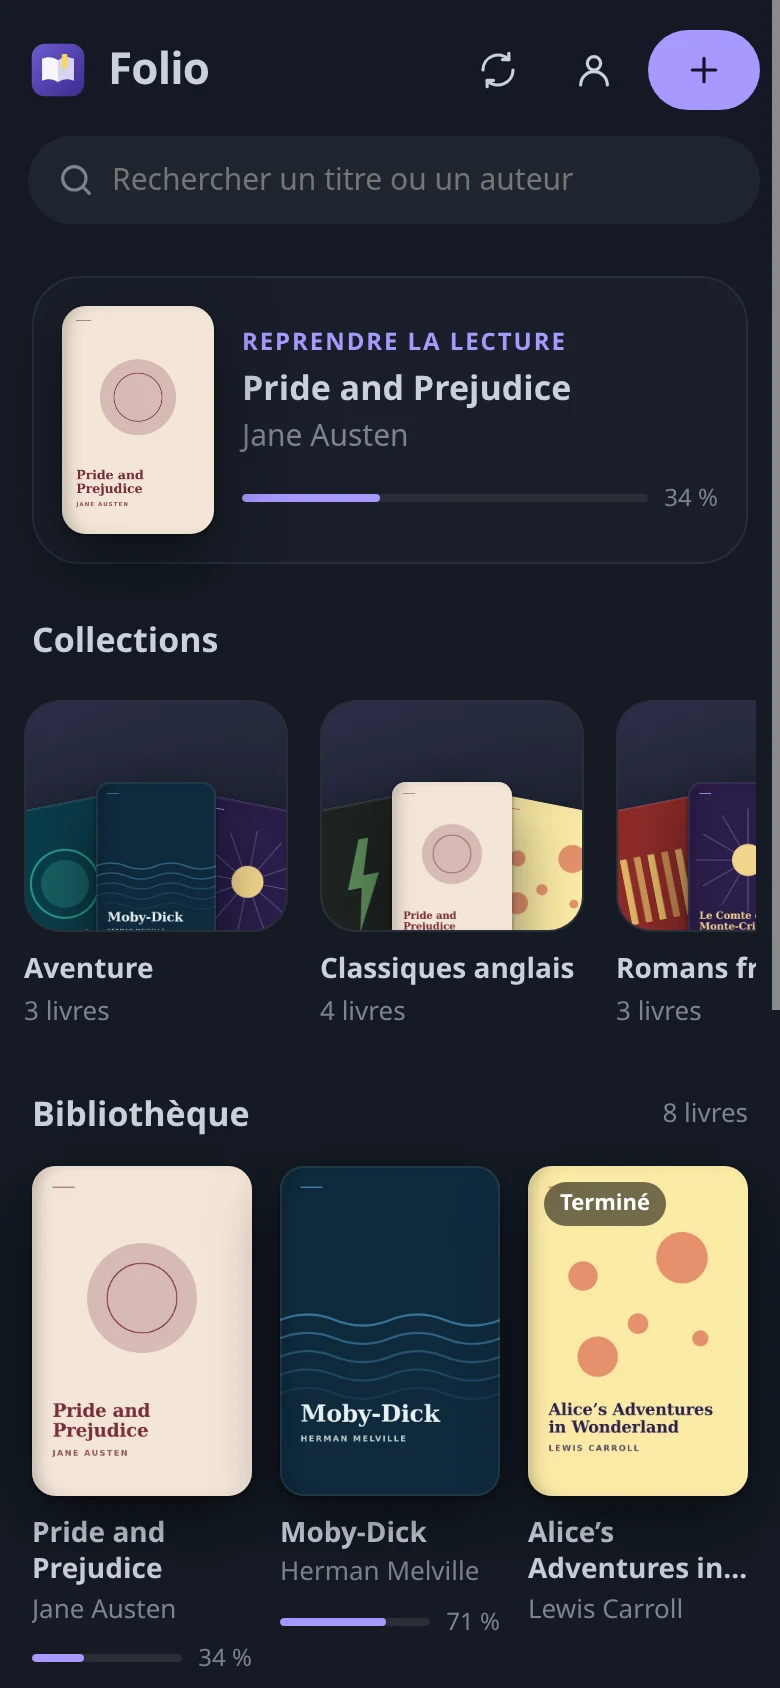 Folio
Rechercher un titre ou un auteur
Pride and
Prejudice
JANE AUSTEN
REPRENDRE LA LECTURE
Pride and Prejudice
Jane Austen
34 %
Collections
Moby-Dick
Pride and
Prejudice
Le Comte
Monte-Cri
Aventure
3 livres
Classiques anglais
4 livres
Romans fr
3 livres
Bibliothèque
8 livres
Pride and
Prejudice
JANE AUSTEN
Moby-Dick
HERMAN MELVILLE
Terminé
Alice’s Adventures
in Wonderland
LEWIS CARROLL
Pride and
Prejudice
Jane Austen
34 %
Moby-Dick
Herman Melville
71 %
Alice’s
Adventures in...
Lewis Carroll